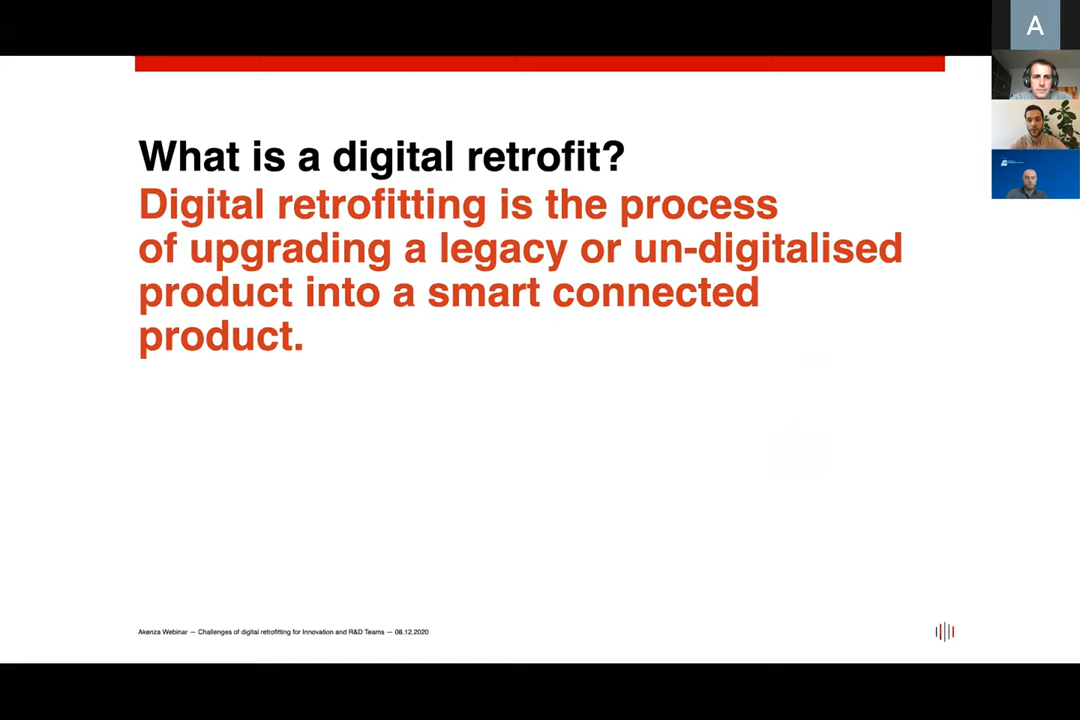 A
What is a digital retrofit?
Digital retrofitting is the process
of upgrading a legacy or un-digitalised
product into a smart connected
product.
Akenza Webinar — Challenges of digital retrofitting for Innovation and R&D Teams — 08.12.2020